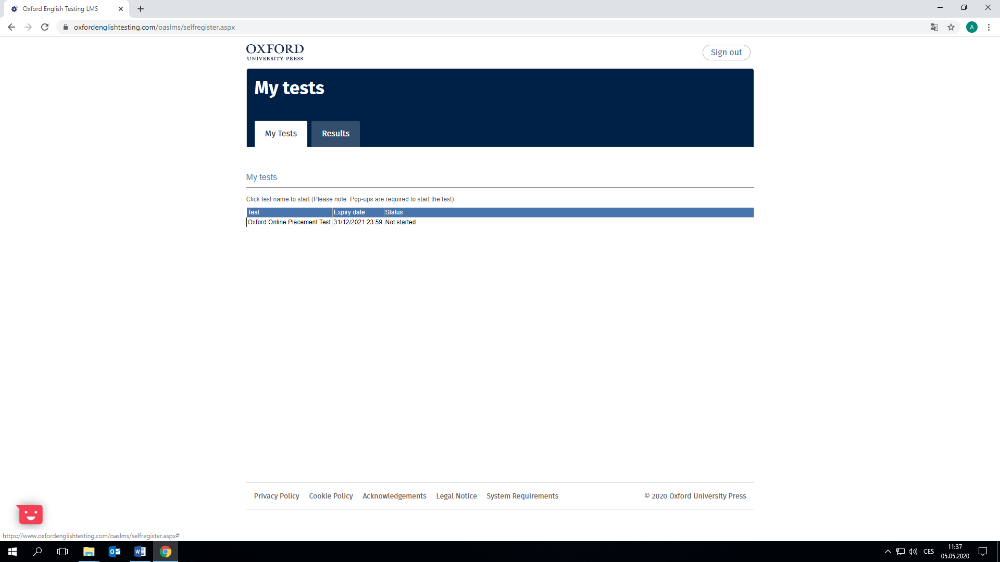 Oxford English Testing LMS
oxfordenglishtesting.com/oaslms/selfregister.aspx
A
OXFORD
UNIVERSITY PRESS
Sign out
My tests
My Tests Results
My tests
Click test name to start (Please note: Pop-ups are required to start the test)
Test Expiry date Status
Oxford Online Placement Test 31/12/2021 23:59 Not started
Privacy Policy Cookie Policy Acknowledgements Legal Notice System Requirements © 2020 Oxford University Press
https://www.oxfordenglishtesting.com/oaslms/selfregister.aspx#
CES
11:37
05.05.2020